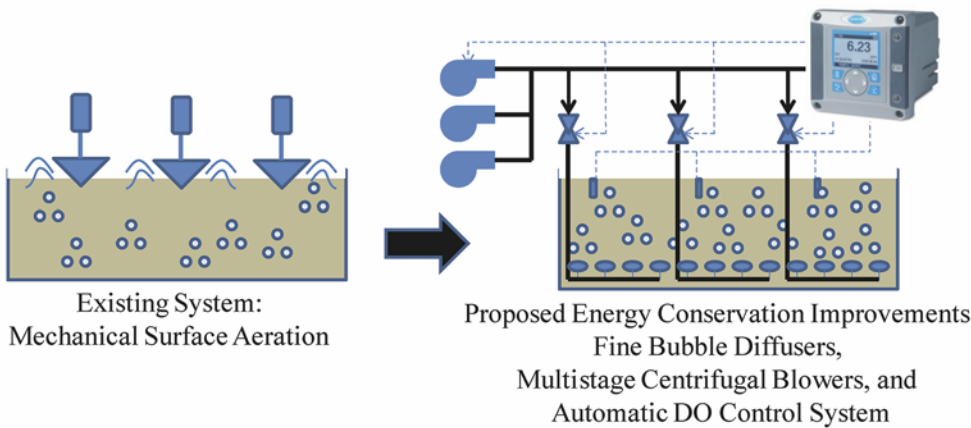 6.23
Existing System:
Mechanical Surface Aeration
Proposed Energy Conservation Improvements
Fine Bubble Diffusers,
Multistage Centrifugal Blowers, and
Automatic DO Control System